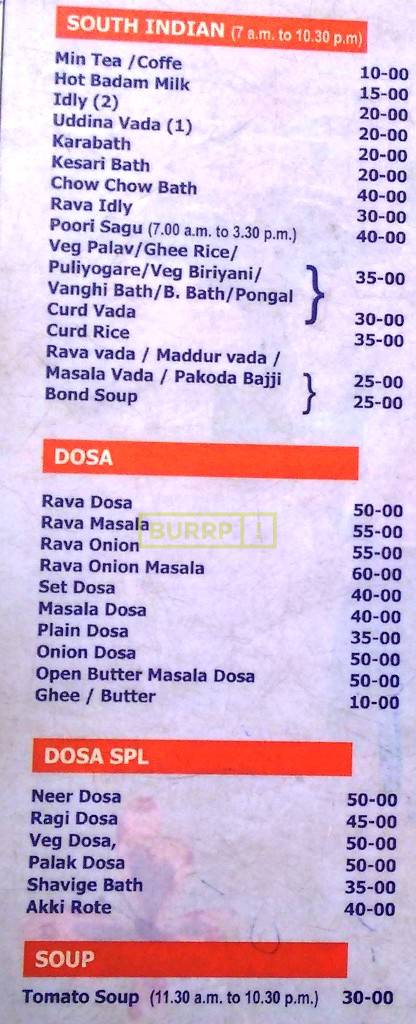 SOUTH INDIAN (7 a.m. to 10.30 p.m)
Min Tea /Coffe 10-00
Hot Badam Milk 15-00
Idly (2) 20-00
Uddina Vada (1) 20-00
Karabath 20-00
Kesari Bath 20-00
Chow Chow Bath 40-00
Rava Idly 30-00
Poori Sagu (7.00 a.m. to 3.30 p.m.) 40-00
Veg Palav/Ghee Rice/
Puliyogare/Veg Biriyani/ } 35-00
Vanghi Bath/B. Bath/Pongal
Curd Vada 30-00
Curd Rice 35-00
Rava vada / Maddur vada /
Masala Vada / Pakoda Bajji } 25-00
Bond Soup 25-00
DOSA
Rava Dosa 50-00
Rava Masala 55-00
BURRP
Rava Onion 55-00
Rava Onion Masala 60-00
Set Dosa 40-00
Masala Dosa 40-00
Plain Dosa 35-00
Onion Dosa 50-00
Open Butter Masala Dosa 50-00
Ghee / Butter 10-00
DOSA SPL
Neer Dosa 50-00
Ragi Dosa 45-00
Veg Dosa, 50-00
Palak Dosa 50-00
Shavige Bath 35-00
Akki Rote 40-00
SOUP
Tomato Soup (11.30 a.m. to 10.30 p.m.) 30-00